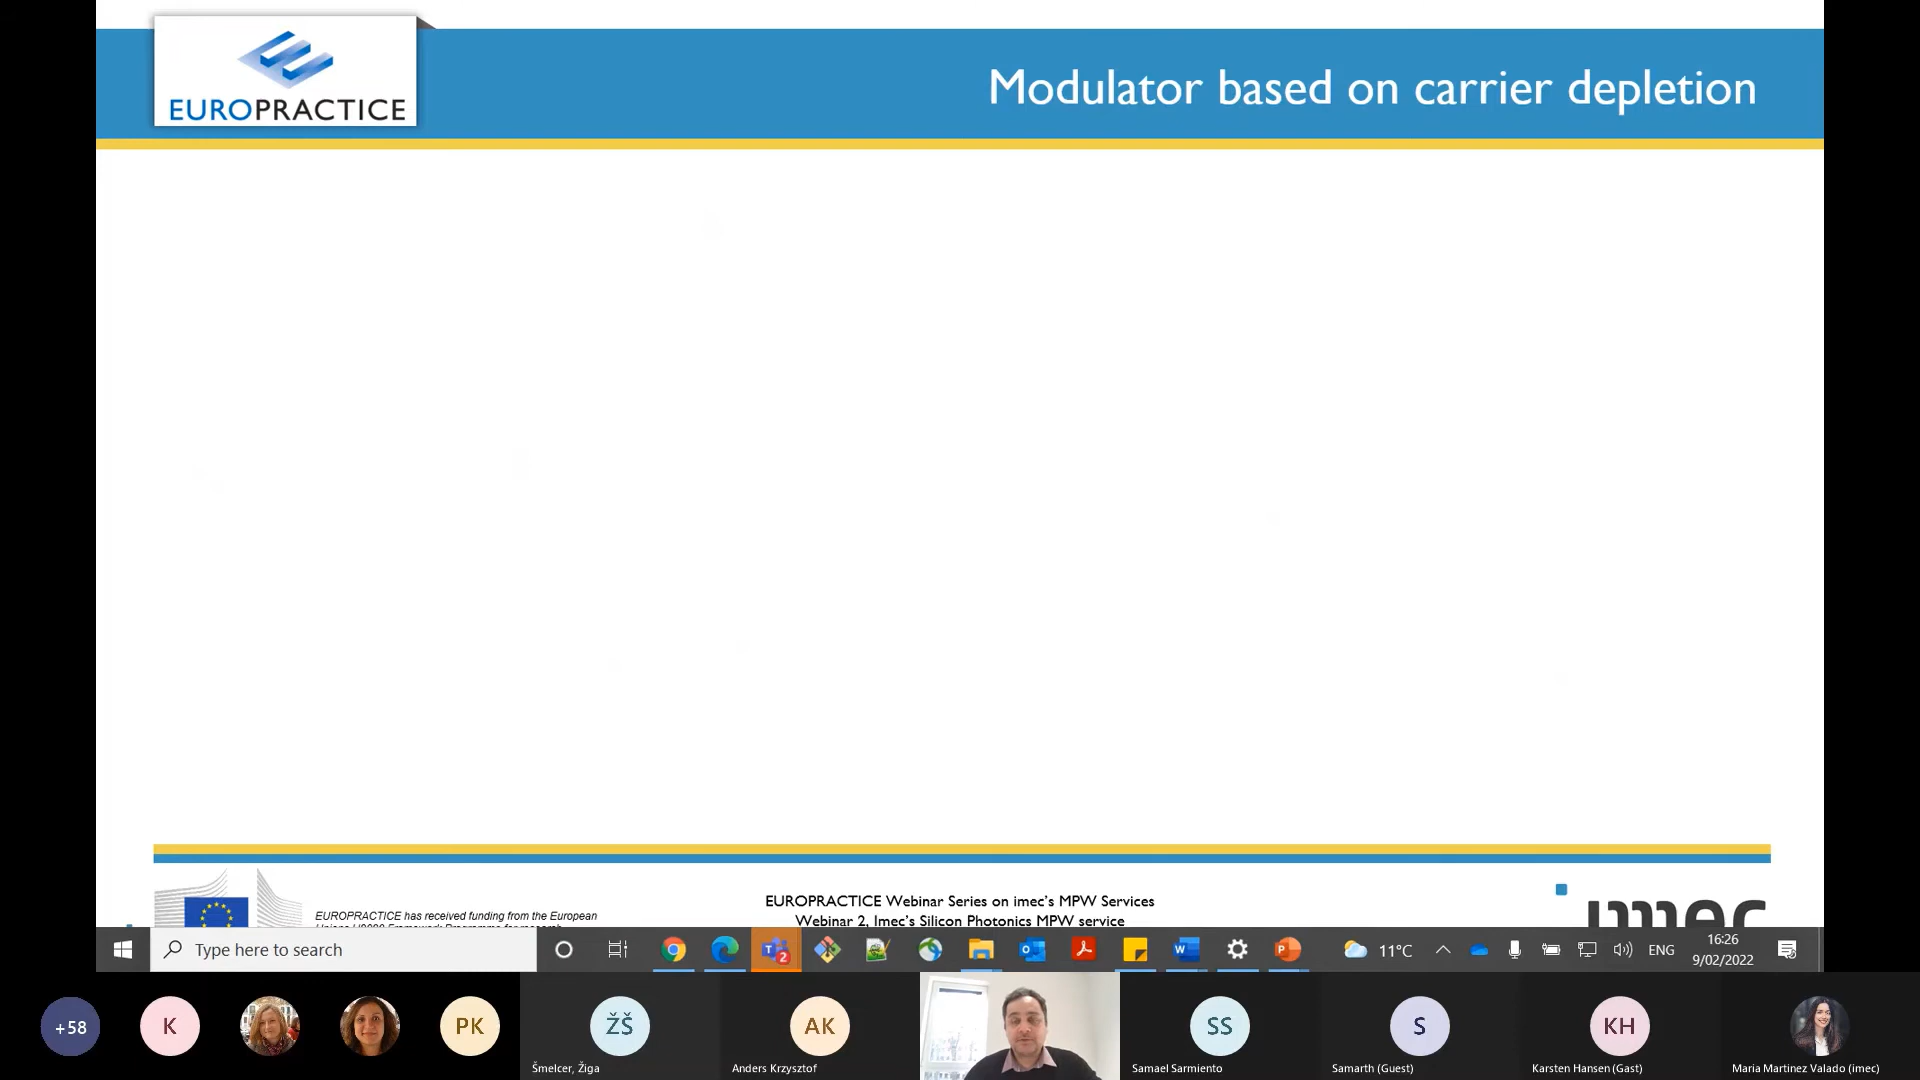 EUROPRACTICE
Modulator based on carrier depletion
EUROPRACTICE has received funding from the European
EUROPRACTICE Webinar Series on imec's MPW Services
Webinar 2, Imec's Silicon Photonics MPW service
imec
Type here to search
2
11°C
ENG
16:26
9/02/2022
+58
K
PK
ŽŠ
AK
SS
S
KH
Šmelcer, Žiga
Anders Krzysztof
Samael Sarmiento
Samarth (Guest)
Karsten Hansen (Gast)
Maria Martinez Valado (imec)